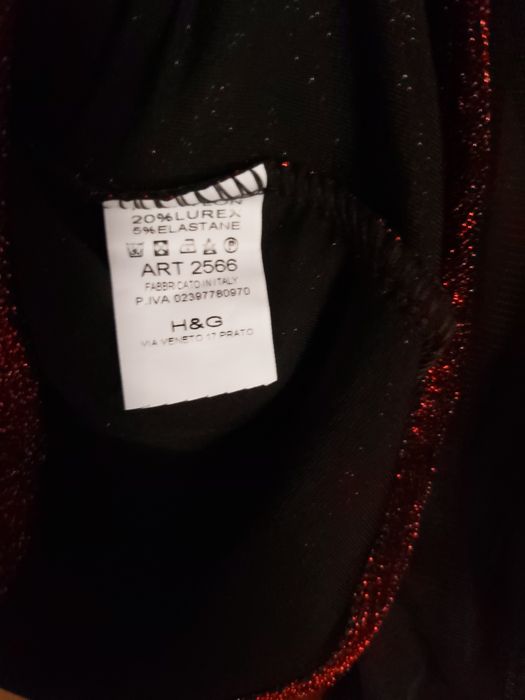 20%LUREX
5%ELASTANE
ART 2566
FABBRICATO IN ITALY
P.IVA 02397780970
H&G
VIA VENETO 17 PRATO